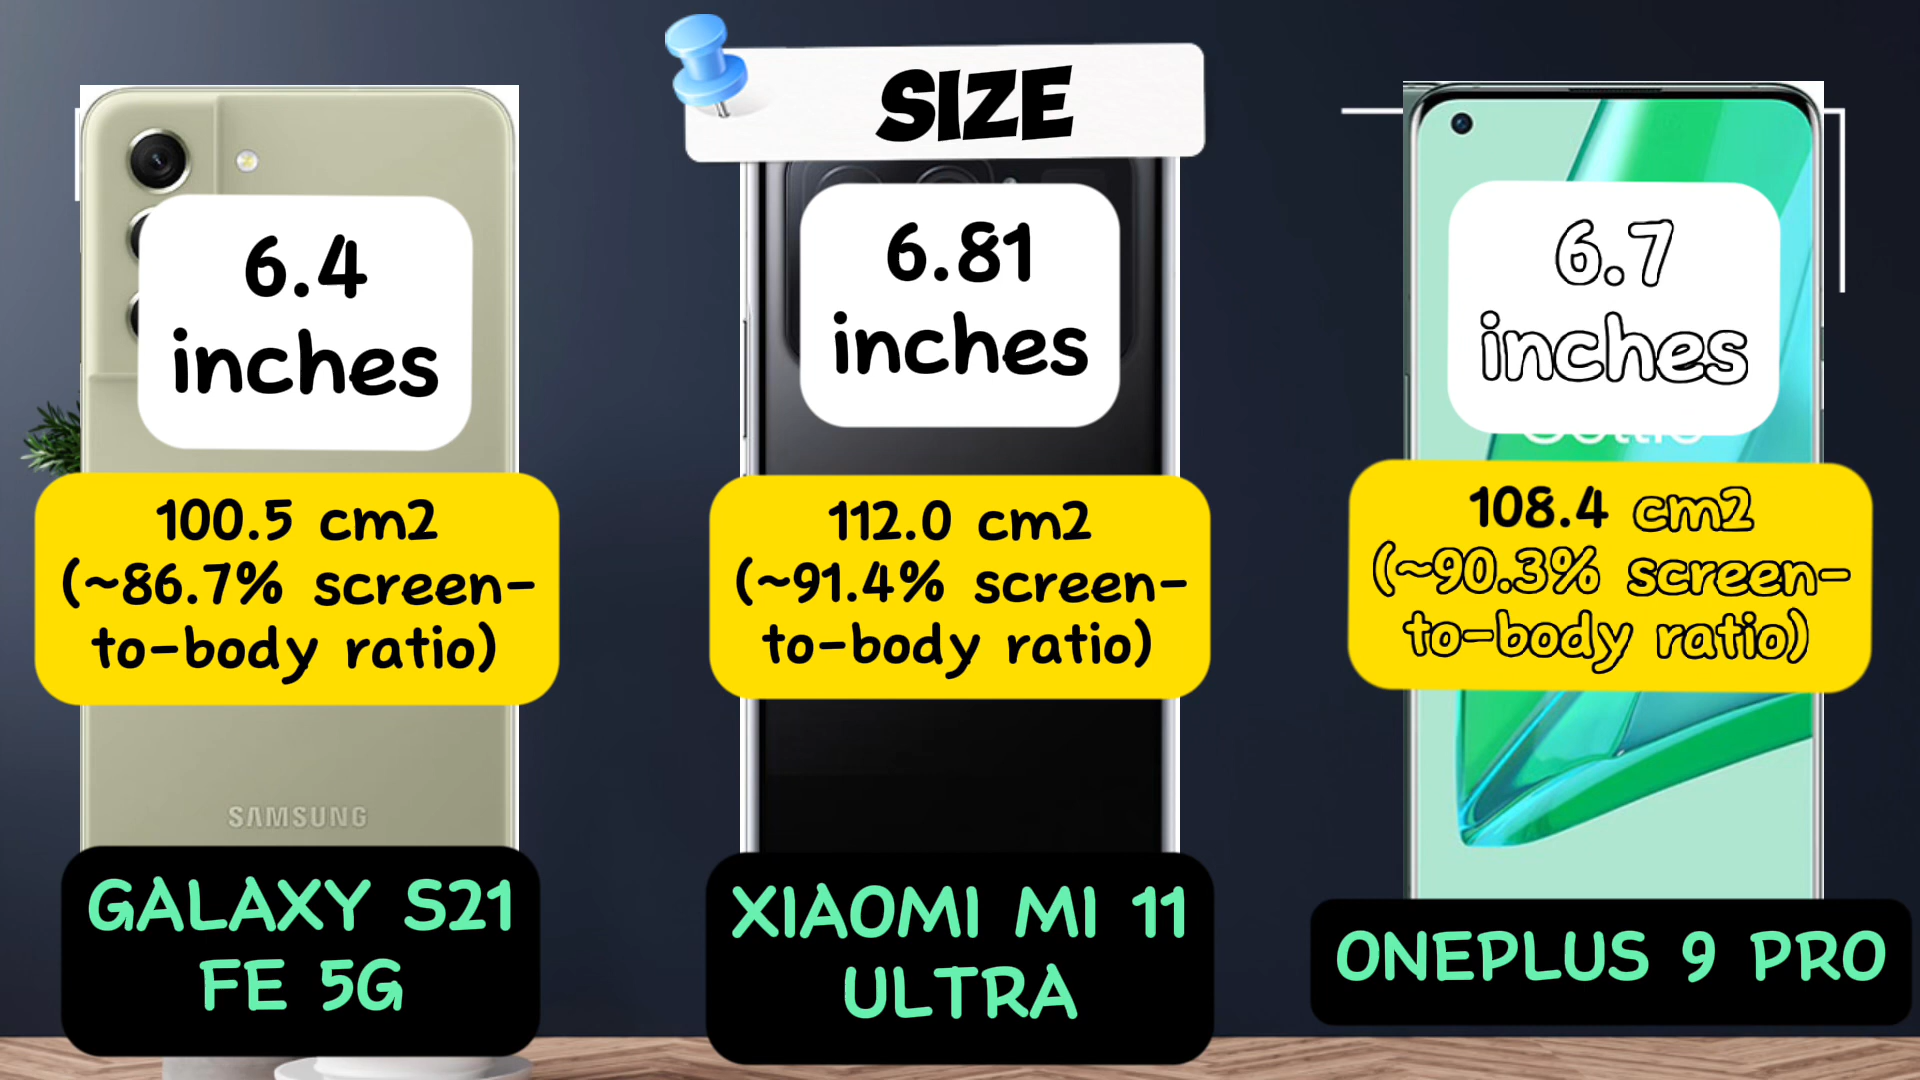 SIZE
6.4
inches
100.5 cm2
(~86.7% screen-
to-body ratio)
SAMSUNG
GALAXY S21
FE 5G
6.81
inches
112.0 cm2
(~91.4% screen-
to-body ratio)
XIAOMI MI 11
ULTRA
6.7
inches
108.4 cm2
(~90.3% screen-
to-body ratio)
ONEPLUS 9 PRO